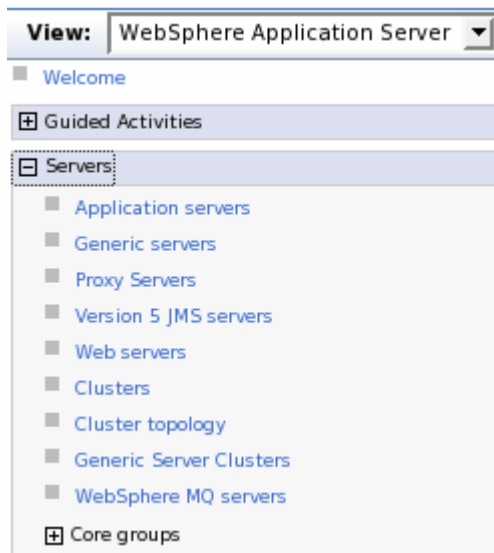 View: WebSphere Application Server
Welcome
Guided Activities
Servers
Application servers
Generic servers
Proxy Servers
Version 5 JMS servers
Web servers
Clusters
Cluster topology
Generic Server Clusters
WebSphere MQ servers
Core groups